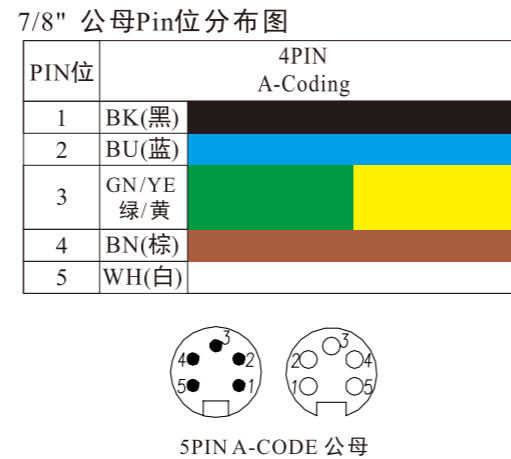 7/8" 公母Pin位分布图
PIN位
4PIN
A-Coding
1 BK(黑)
2 BU(蓝)
3 GN/YE
绿/黄
4 BN(棕)
5 WH(白)
3 3
4 2 2 4
5 1 1 5
5PIN A-CODE 公母